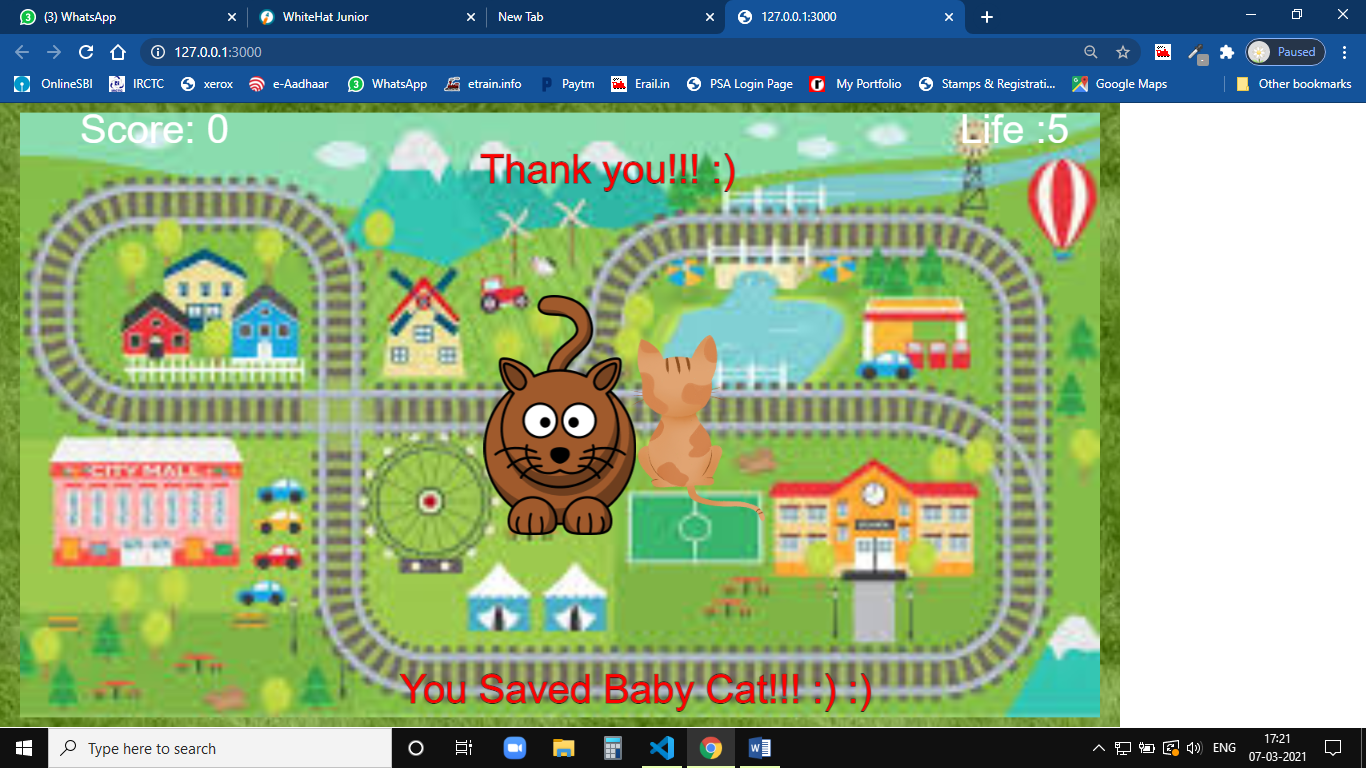 (3) WhatsApp
WhiteHat Junior
New Tab
127.0.0.1:3000
127.0.0.1:3000
Paused
OnlineSBI
IRCTC
xerox
e-Aadhaar
WhatsApp
etrain.info
Paytm
Erail.in
PSA Login Page
My Portfolio
Stamps & Registrati...
Google Maps
Other bookmarks
Score: 0
Life :5
Thank you!!! :)
CITY MALL
SCHOOL
You Saved Baby Cat!!! :) :)
Type here to search
ENG
17:21
07-03-2021